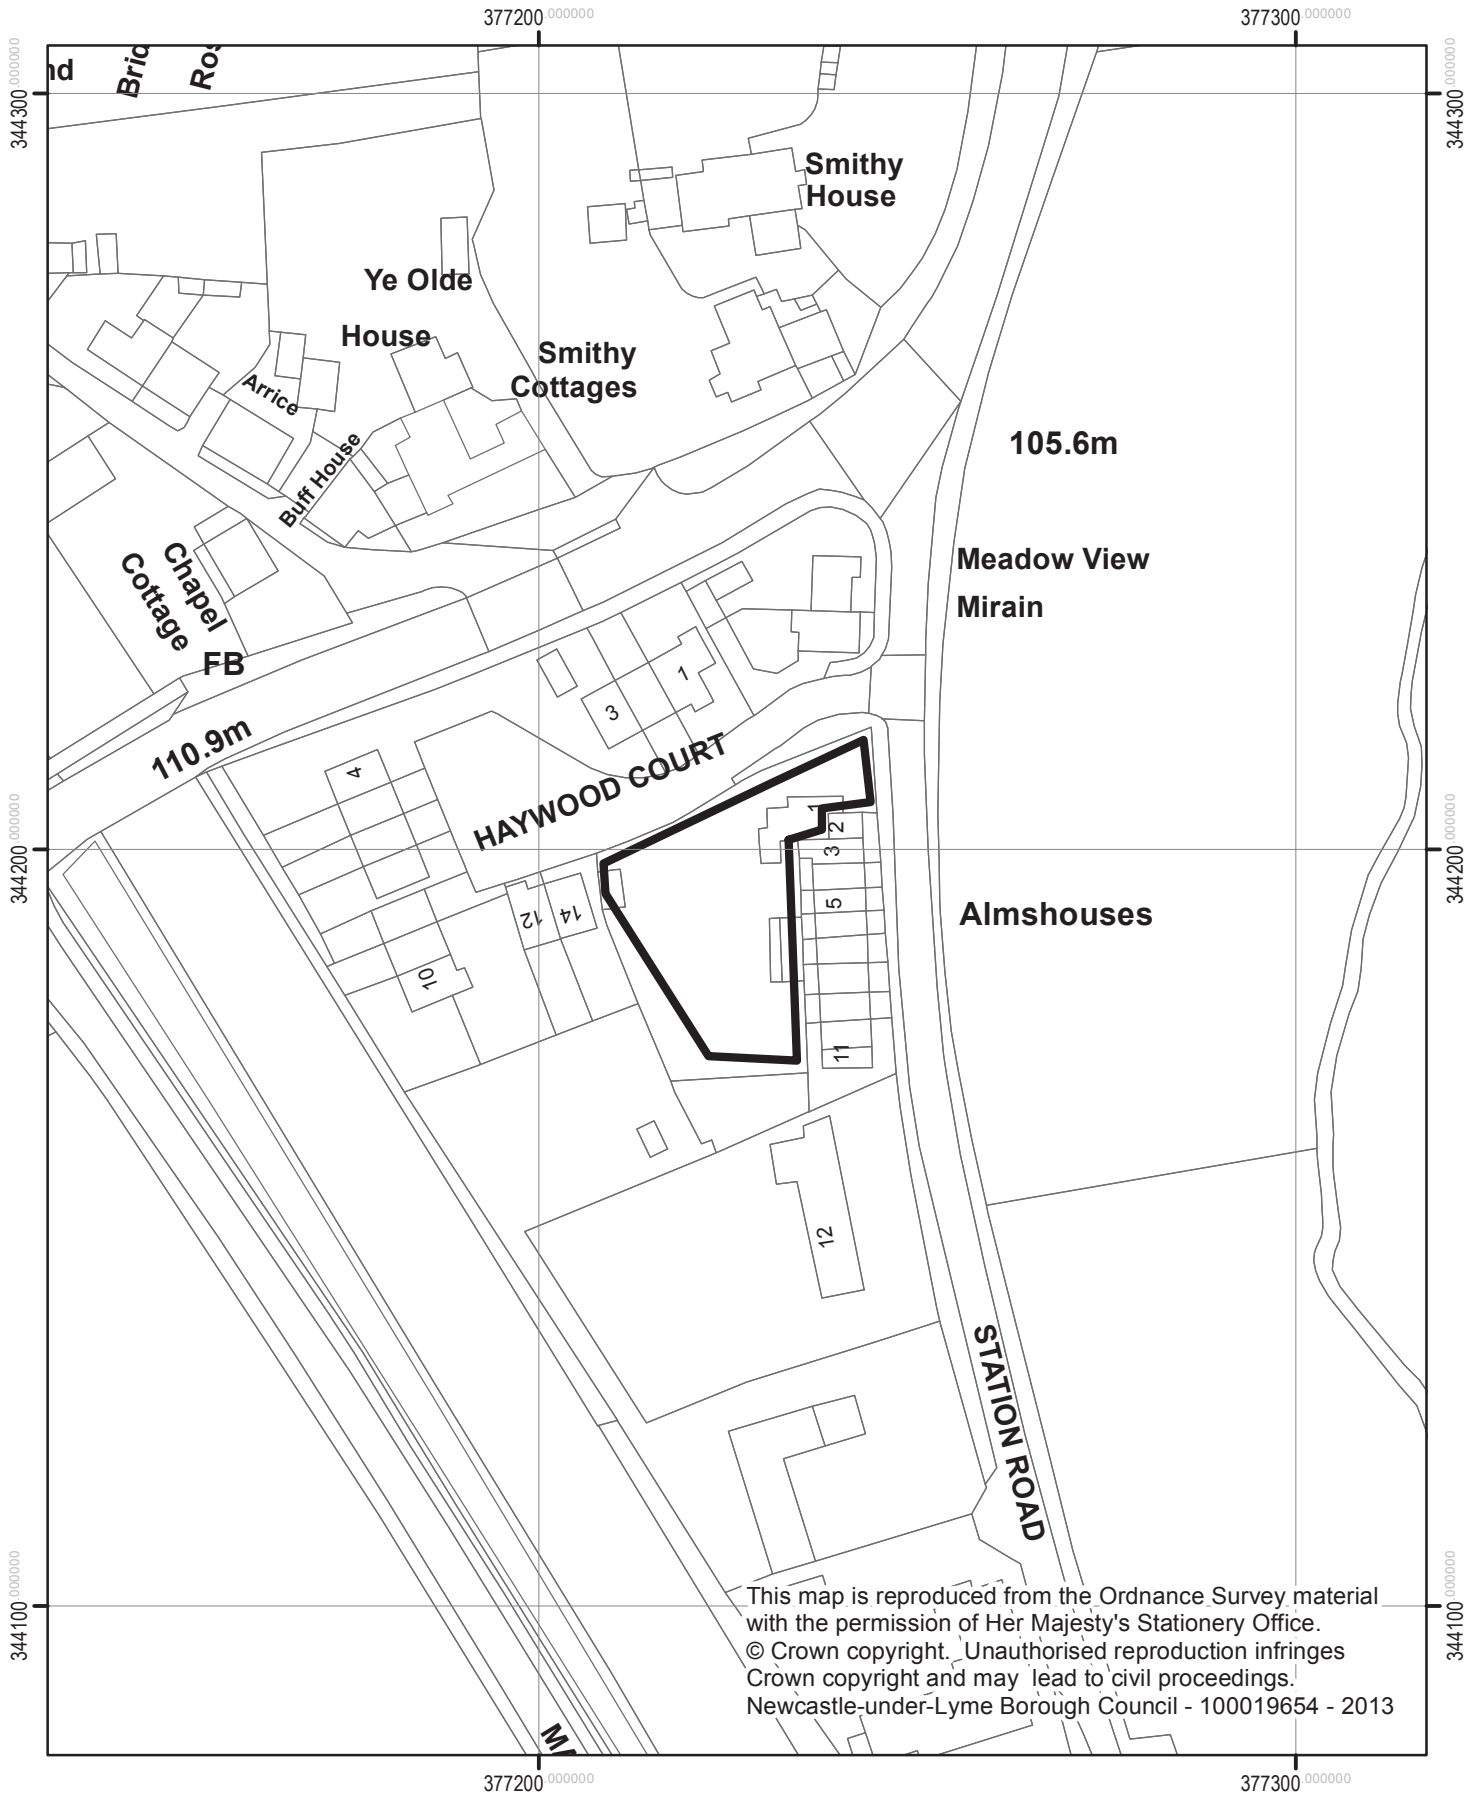 377200.000000
377300.000000
344300.000000
344300.000000
nd
Brid
Ros
Smithy
House
Ye Olde
House
Smithy
Cottages
Arrice
Buff House
105.6m
Chapel
Cottage
Meadow View
Mirain
FB
1
3
110.9m
4
HAYWOOD COURT
1
2
3
344200.000000
344200.000000
5
12
14
Almshouses
10
11
12
STATION ROAD
344100.000000
344100.000000
This map is reproduced from the Ordnance Survey material
with the permission of Her Majesty's Stationery Office.
© Crown copyright. Unauthorised reproduction infringes
Crown copyright and may lead to civil proceedings.
Newcastle-under-Lyme Borough Council - 100019654 - 2013
377200.000000
377300.000000